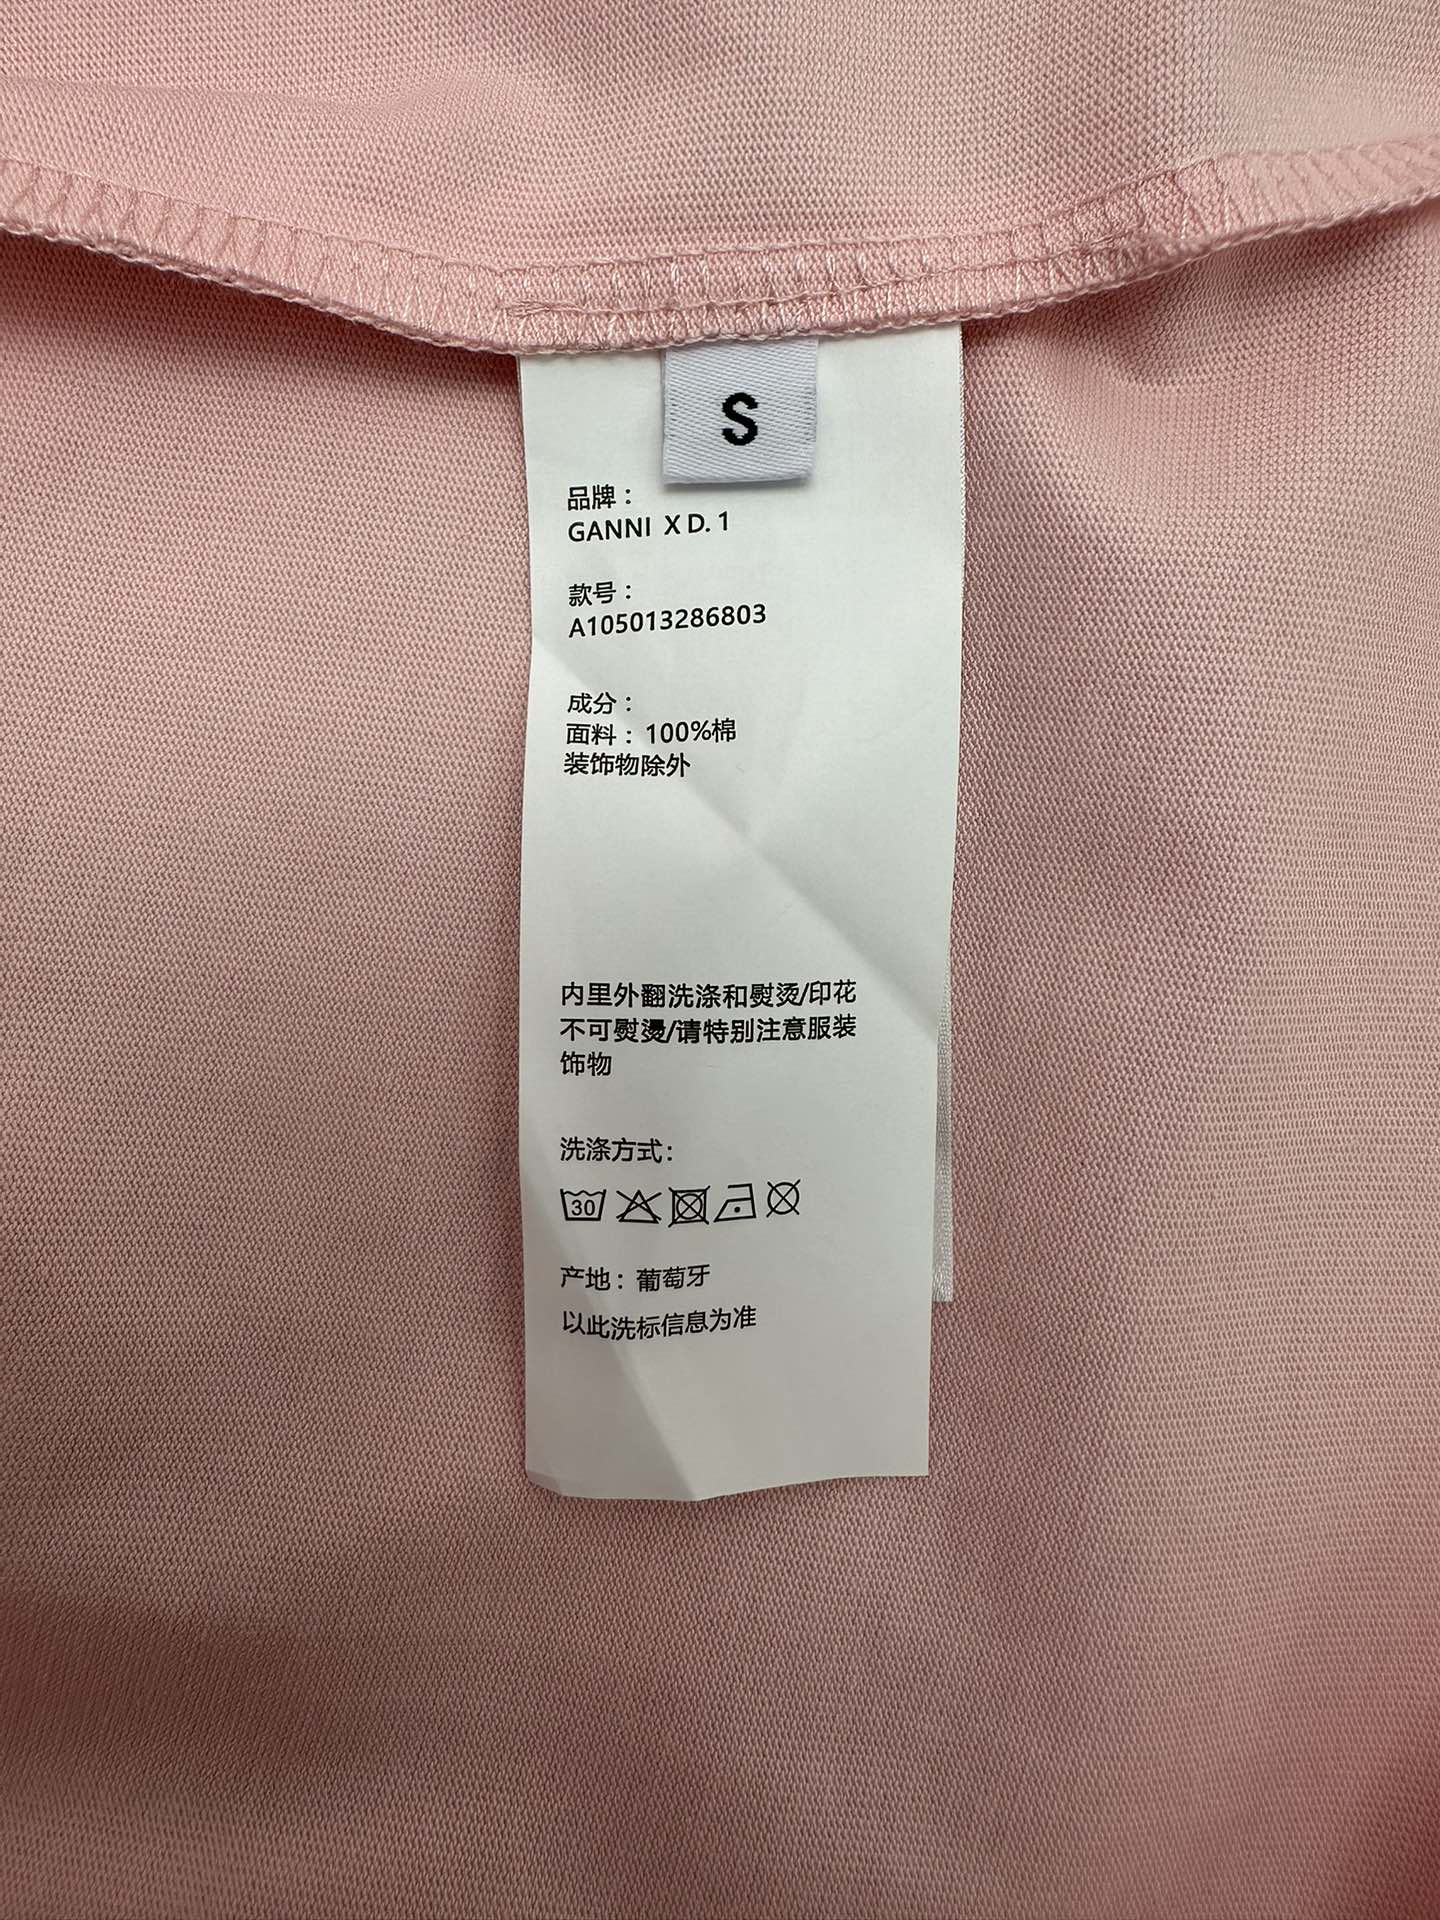 S
品牌：
GANNI X D. 1
款号：
A105013286803
成分：
面料：100%棉
装饰物除外
内里外翻洗涤和熨烫/印花
不可熨烫/请特别注意服装
饰物
洗涤方式：
30
产地：葡萄牙
以此洗标信息为准